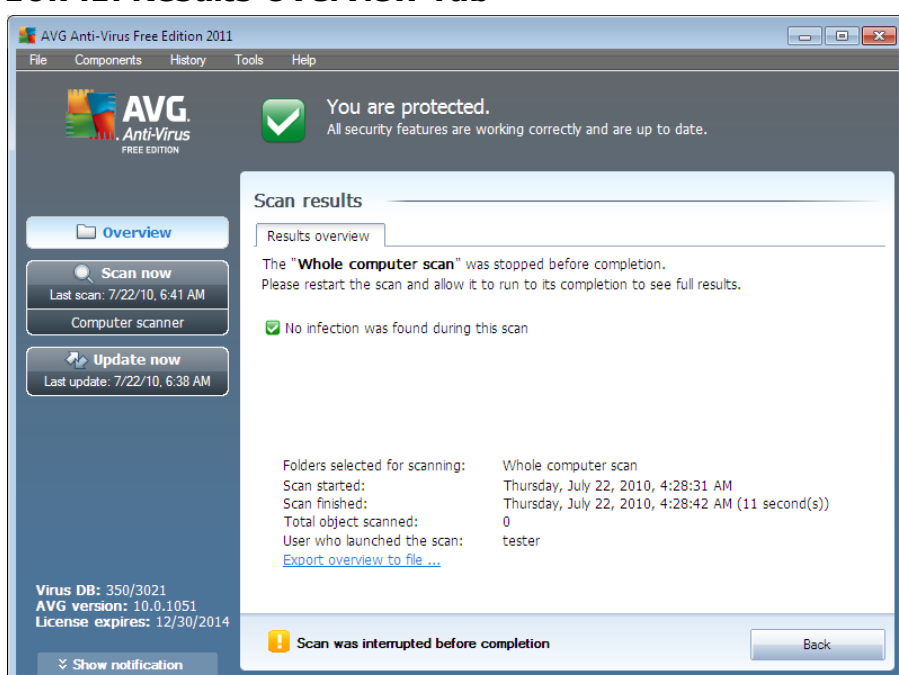 AVG Anti-Virus Free Edition 2011
File Components History Tools Help
AVG.
Anti-Virus
FREE EDITION
You are protected.
All security features are working correctly and are up to date.
Overview
Scan now
Last scan: 7/22/10, 6:41 AM
Computer scanner
Update now
Last update: 7/22/10, 6:38 AM
Scan results
Results overview
The "Whole computer scan" was stopped before completion.
Please restart the scan and allow it to run to its completion to see full results.
No infection was found during this scan
Folders selected for scanning: Whole computer scan
Scan started: Thursday, July 22, 2010, 4:28:31 AM
Scan finished: Thursday, July 22, 2010, 4:28:42 AM (11 second(s))
Total object scanned: 0
User who launched the scan: tester
Export overview to file ...
Virus DB: 350/3021
AVG version: 10.0.1051
License expires: 12/30/2014
Show notification
Scan was interrupted before completion
Back